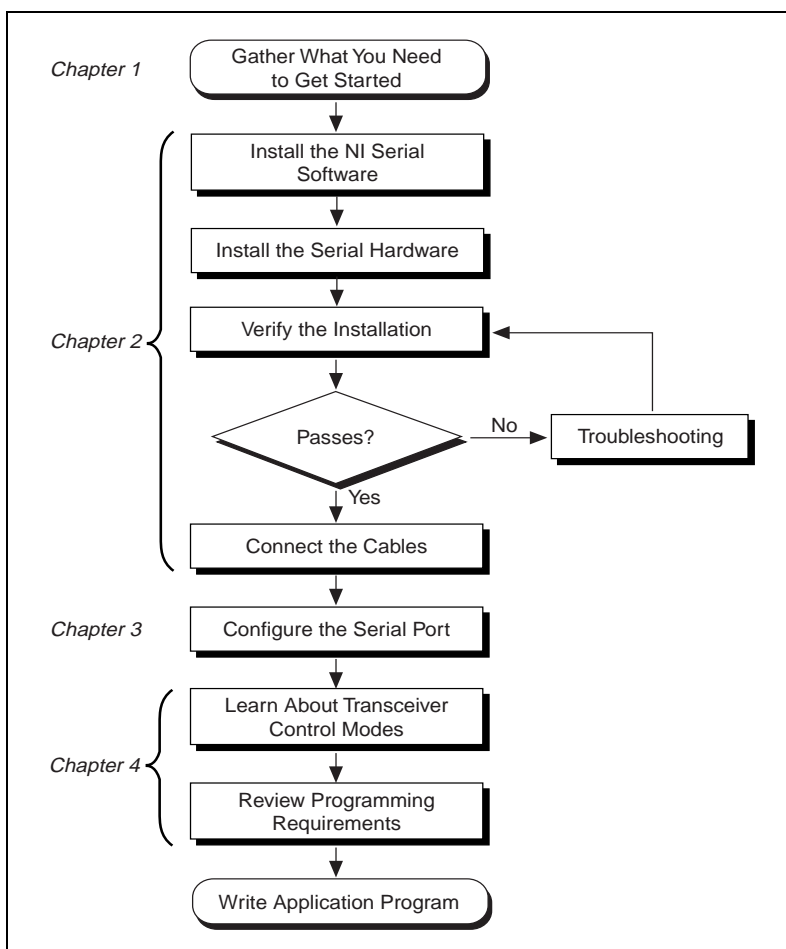 Chapter 1
Gather What You Need
to Get Started
Install the NI Serial
Software
Install the Serial Hardware
Chapter 2
Verify the Installation
Passes?
No
Troubleshooting
Yes
Connect the Cables
Chapter 3
Configure the Serial Port
Chapter 4
Learn About Transceiver
Control Modes
Review Programming
Requirements
Write Application Program